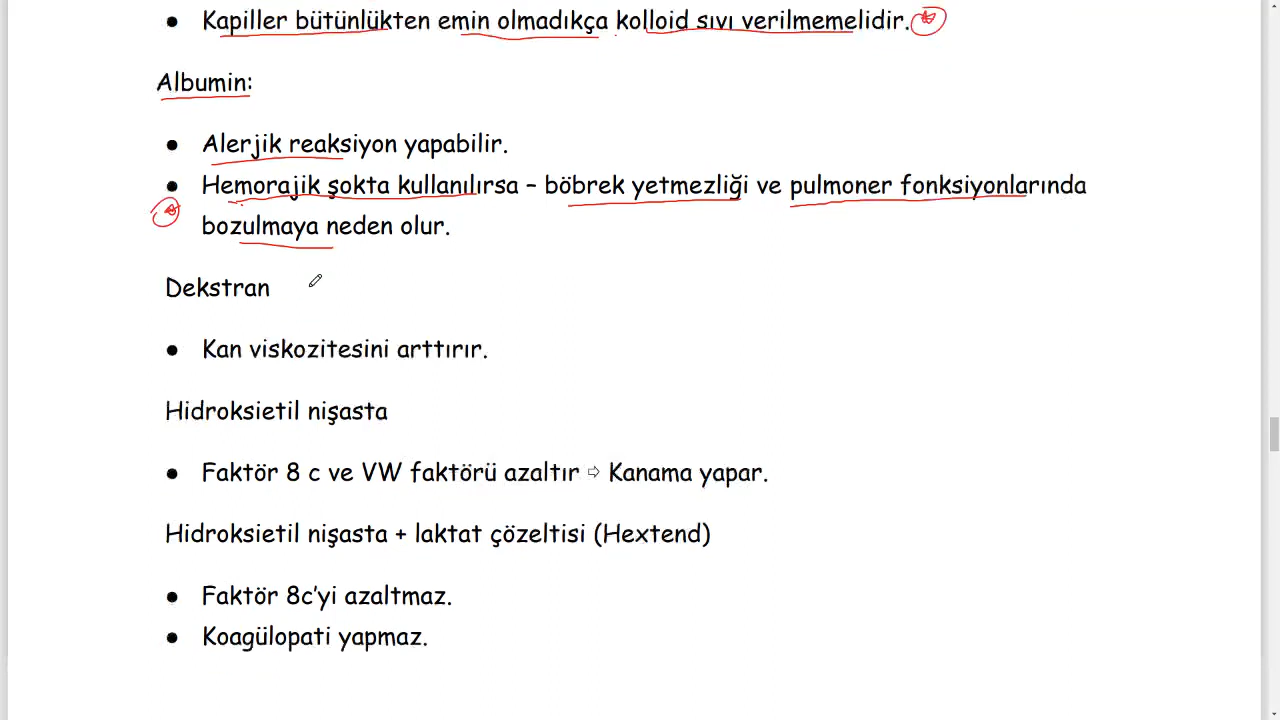 ● Kapiller bütünlükten emin olmadıkça kolloid sıvı verilmemelidir.
Albumin:
● Alerjik reaksiyon yapabilir.
● Hemorajik şokta kullanılırsa – böbrek yetmezliği ve pulmoner fonksiyonlarında
bozulmaya neden olur.
Dekstran
● Kan viskozitesini arttırır.
Hidroksietil nişasta
● Faktör 8 c ve VW faktörü azaltır ⇨ Kanama yapar.
Hidroksietil nişasta + laktat çözeltisi (Hextend)
● Faktör 8c’yi azaltmaz.
● Koagülopati yapmaz.